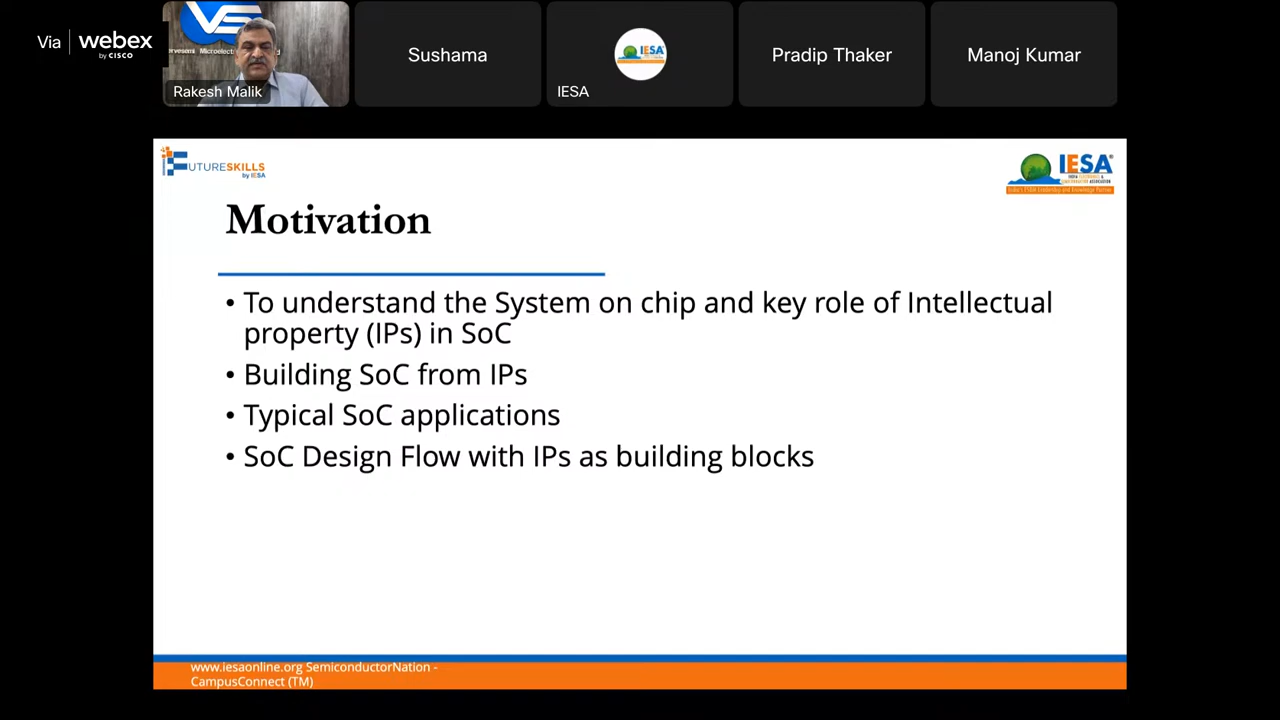 Via webex
by CISCO
VS
Rakesh Malik
Sushama
IESA
IESA
Pradip Thaker
Manoj Kumar
FUTURESKILLS
by IESA
IESA
Motivation
• To understand the System on chip and key role of Intellectual
property (IPs) in SoC
• Building SoC from IPs
• Typical SoC applications
• SoC Design Flow with IPs as building blocks
www.iesaonline.org SemiconductorNation -
CampusConnect (TM)